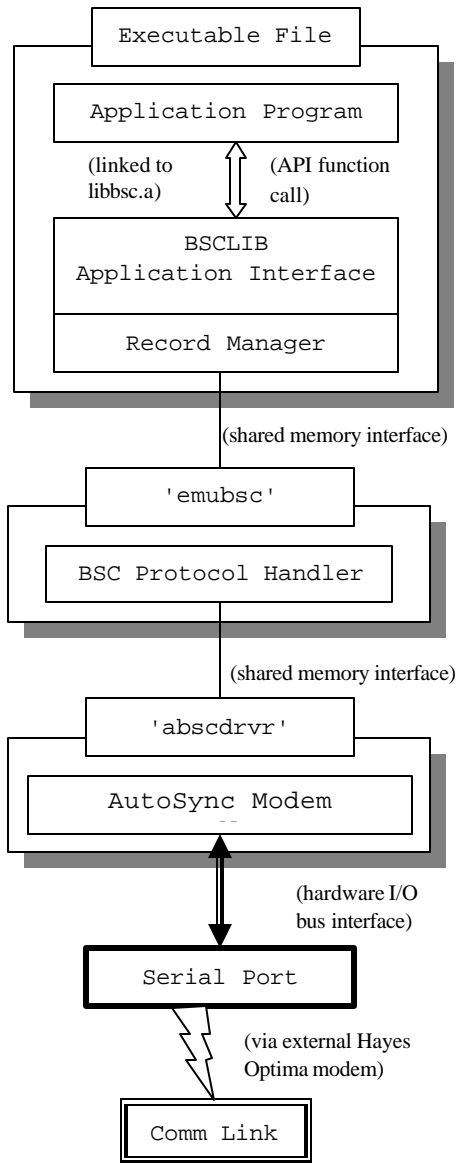 Executable File
Application Program
(linked to
libbsc.a)
(API function
call)
BSCLIB
Application Interface
Record Manager
(shared memory interface)
'emubsc'
BSC Protocol Handler
(shared memory interface)
'abscdrvr'
AutoSync Modem
(hardware I/O
bus interface)
Serial Port
(via external Hayes
Optima modem)
Comm Link